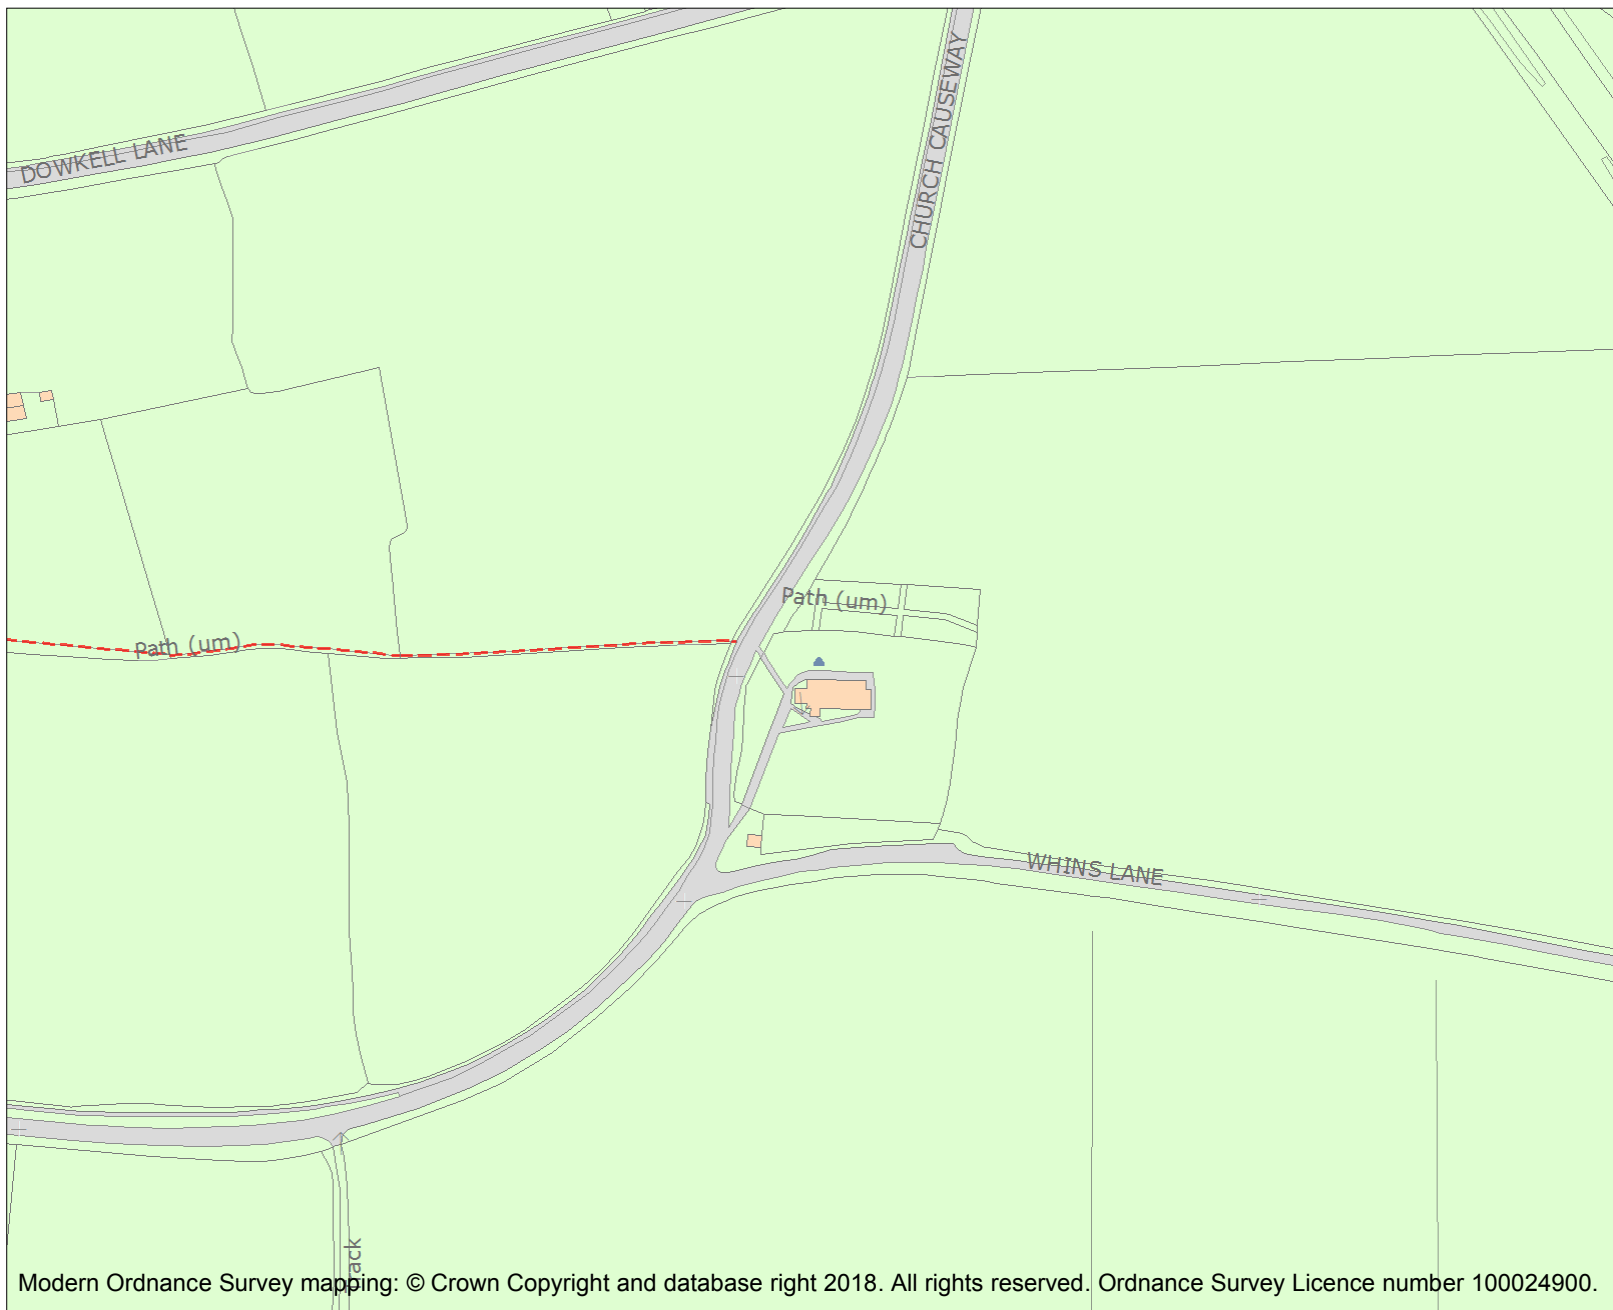 CHURCH CAUSEWAY
DOWKELL LANE
Path (um)
Path (um)
WHINS LANE
Track
Modern Ordnance Survey mapping: © Crown Copyright and database right 2018. All rights reserved. Ordnance Survey Licence number 100024900.